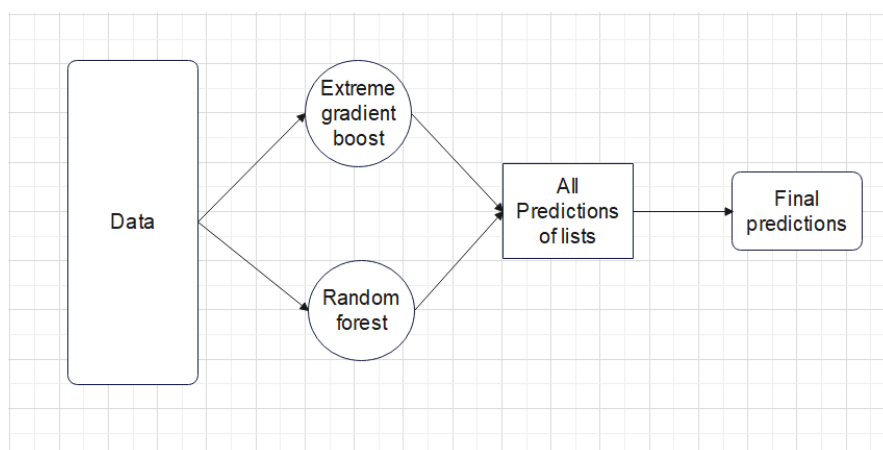 Data
Extreme
gradient
boost
Random
forest
All
Predictions
of lists
Final
predictions